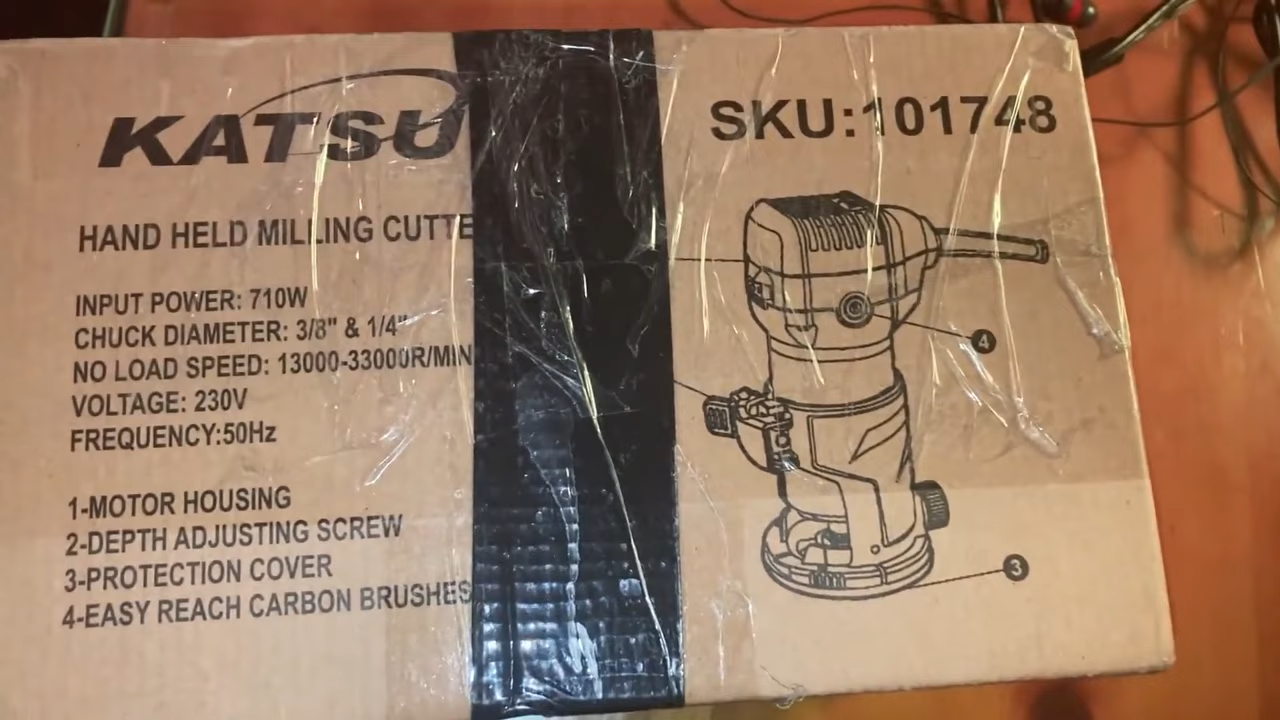 KATSU
SKU:101748
HAND HELD MILLING CUTTE
INPUT POWER: 710W
CHUCK DIAMETER: 3/8" & 1/4"
NO LOAD SPEED: 13000-33000R/MIN
VOLTAGE: 230V
FREQUENCY:50Hz
1-MOTOR HOUSING
2-DEPTH ADJUSTING SCREW
3-PROTECTION COVER
4-EASY REACH CARBON BRUSHES
4
3